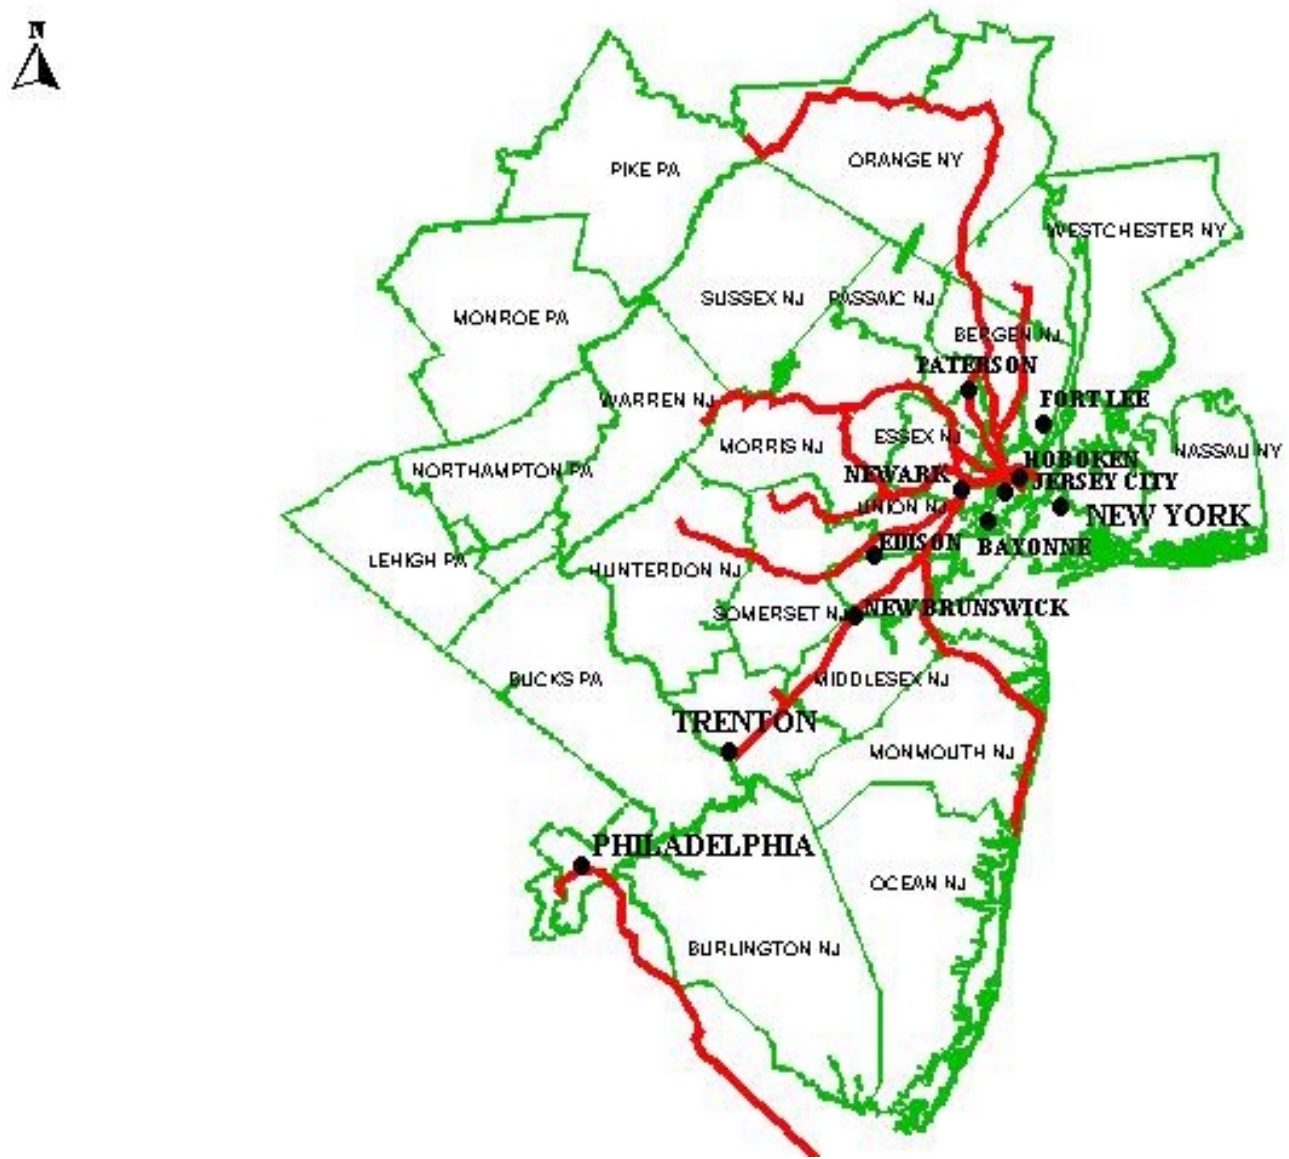 N
ORANGE NY
PIKE PA
WESTCHESTER NY
SUSSEX NJ
PASSAIC NJ
MONROE PA
BERGEN NJ
PATERSON
WARREN NJ
FORT LEE
ESSEX NJ
MORRIS NJ
NASSAU NY
HOBOKEN
NORTHAMPTON PA
NEWARK
JERSEY CITY
UNION NJ
NEW YORK
EDISON
BAYONNE
LEHIGH PA
HUNTERDON NJ
SOMERSET NJ
NEW BRUNSWICK
BUCKS PA
MIDDLESEX NJ
TRENTON
MONMOUTH NJ
PHILADELPHIA
OCEAN NJ
BURLINGTON NJ